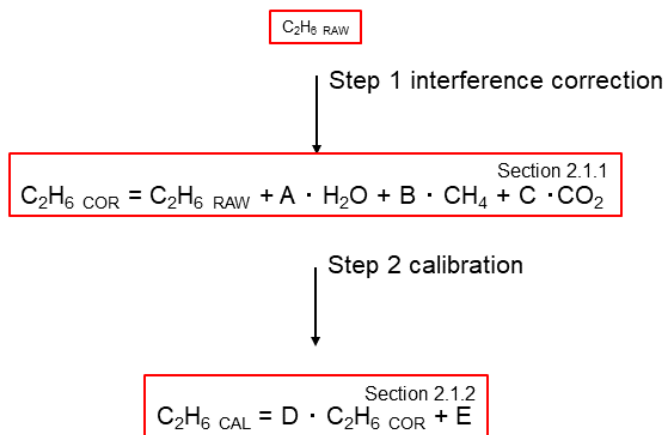 C₂H₆ RAW
Step 1 interference correction
Section 2.1.1
C₂H₆ COR = C₂H₆ RAW + A · H₂O + B · CH₄ + C · CO₂
Step 2 calibration
Section 2.1.2
C₂H₆ CAL = D · C₂H₆ COR + E